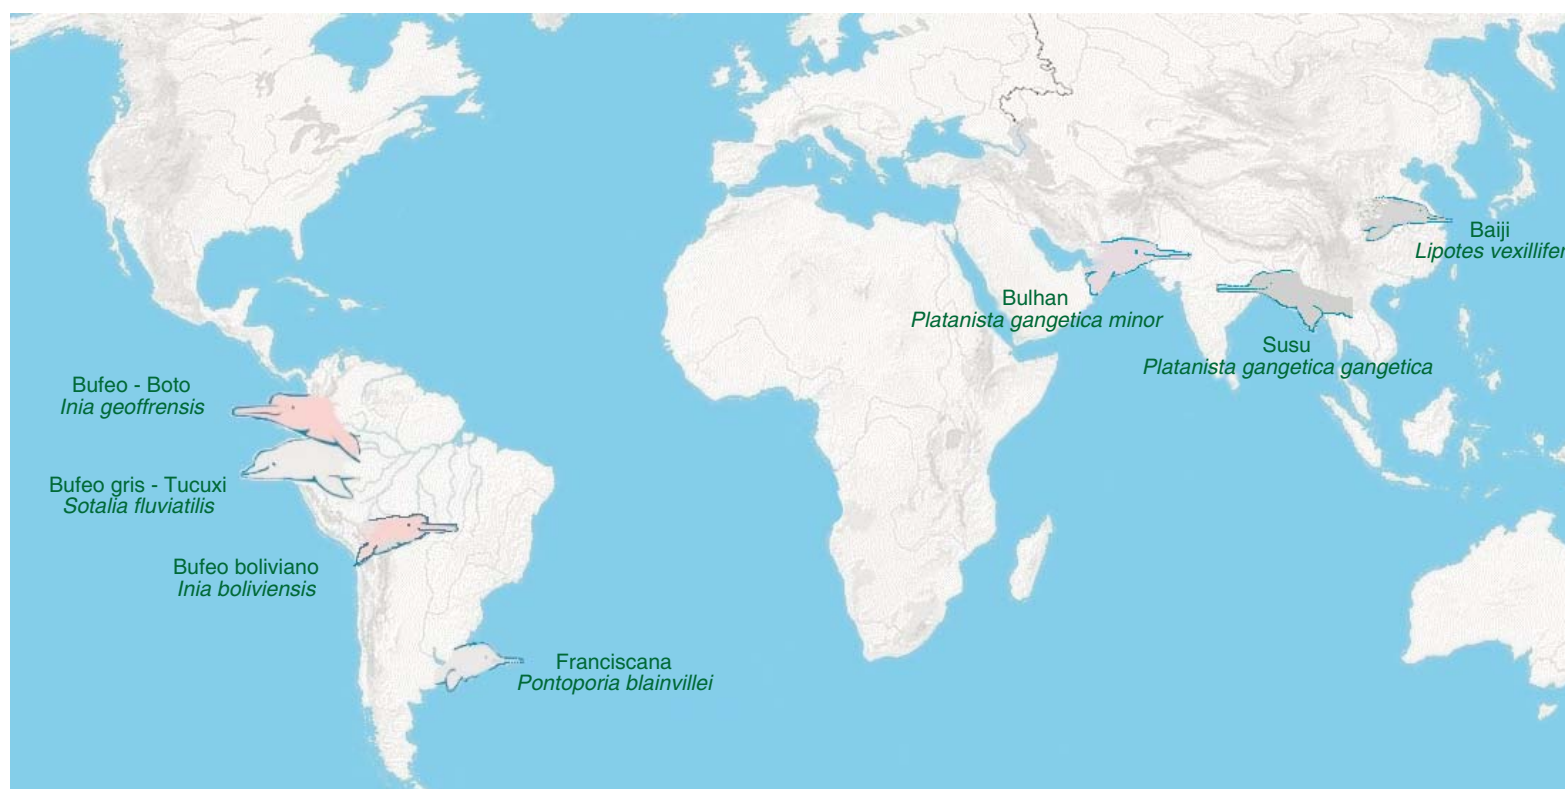 Baiji
Lipotes vexillifer
Bulhan
Platanista gangetica minor
Susu
Platanista gangetica gangetica
Bufeo - Boto
Inia geoffrensis
Bufeo gris - Tucuxi
Sotalia fluviatilis
Bufeo boliviano
Inia boliviensis
Franciscana
Pontoporia blainvillei